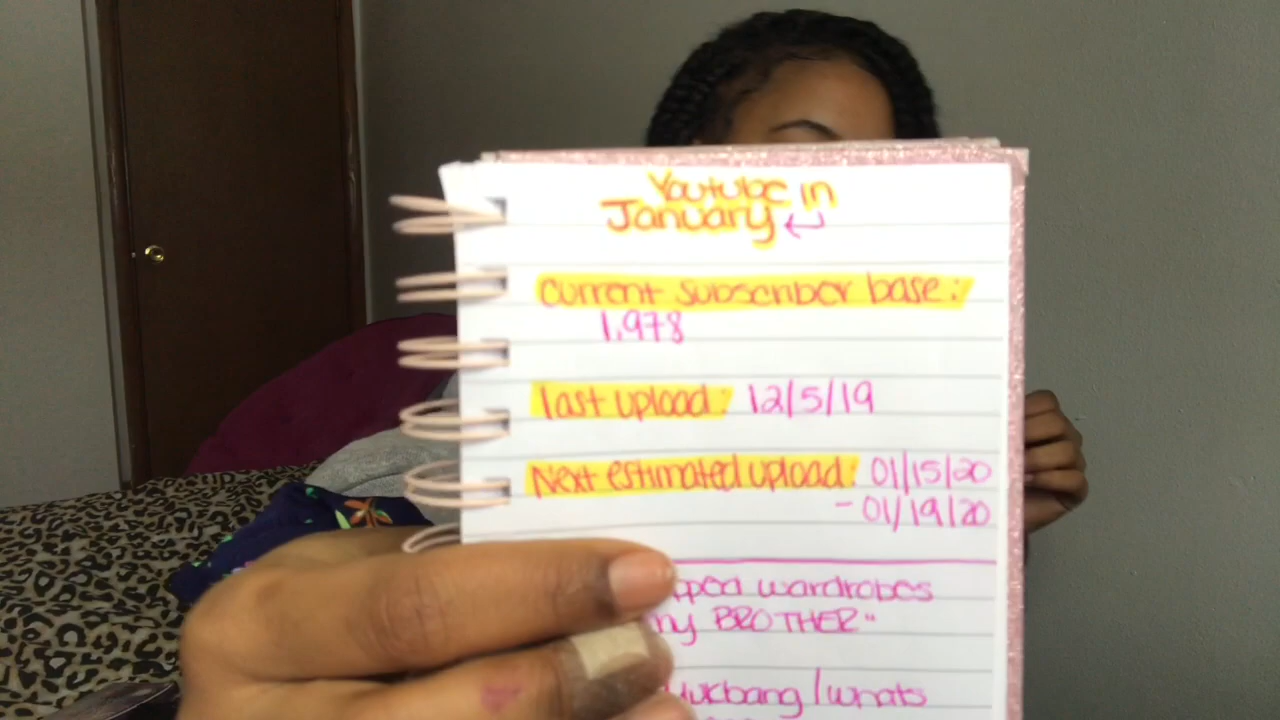 Youtube in
January
current subscriber base:
1,978
last upload: 12/5/19
Next estimated upload: 01/15/20
- 01/19/20
wardrobes
my BROTHER"
/whats